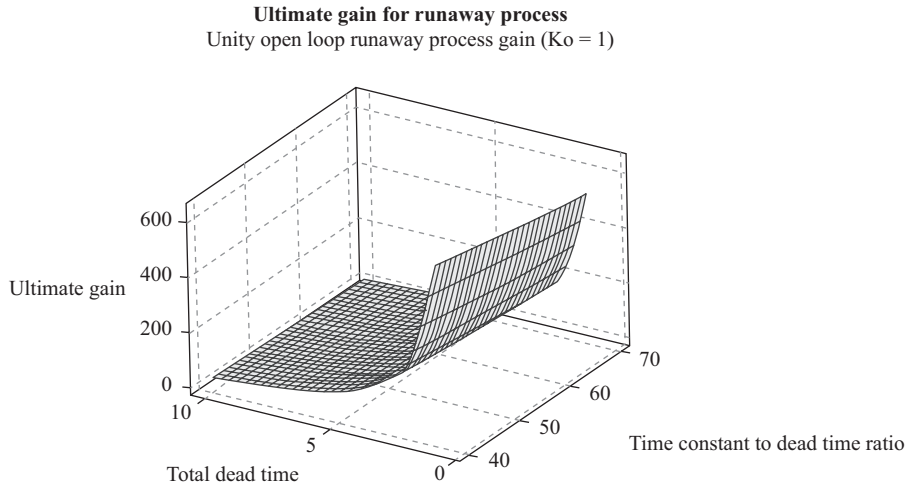 Ultimate gain for runaway process
Unity open loop runaway process gain (Ko = 1)
600
400
Ultimate gain
200
0
10
5
0
Total dead time
40
50
60
70
Time constant to dead time ratio